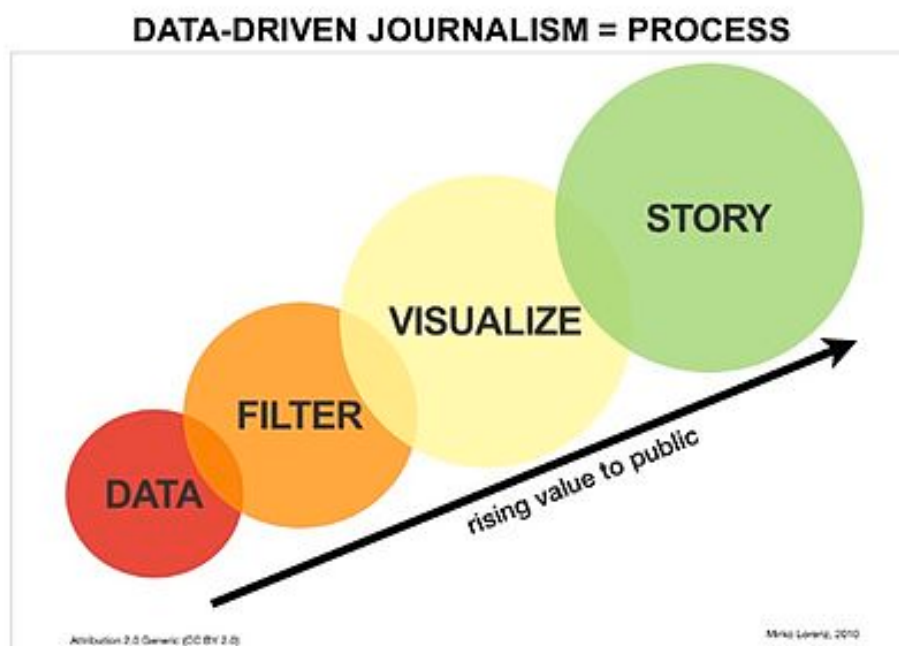 DATA-DRIVEN JOURNALISM = PROCESS
STORY
VISUALIZE
FILTER
DATA
rising value to public
Attribution 2.0 Generic (CC BY 2.0)
Mirko Lorenz, 2010